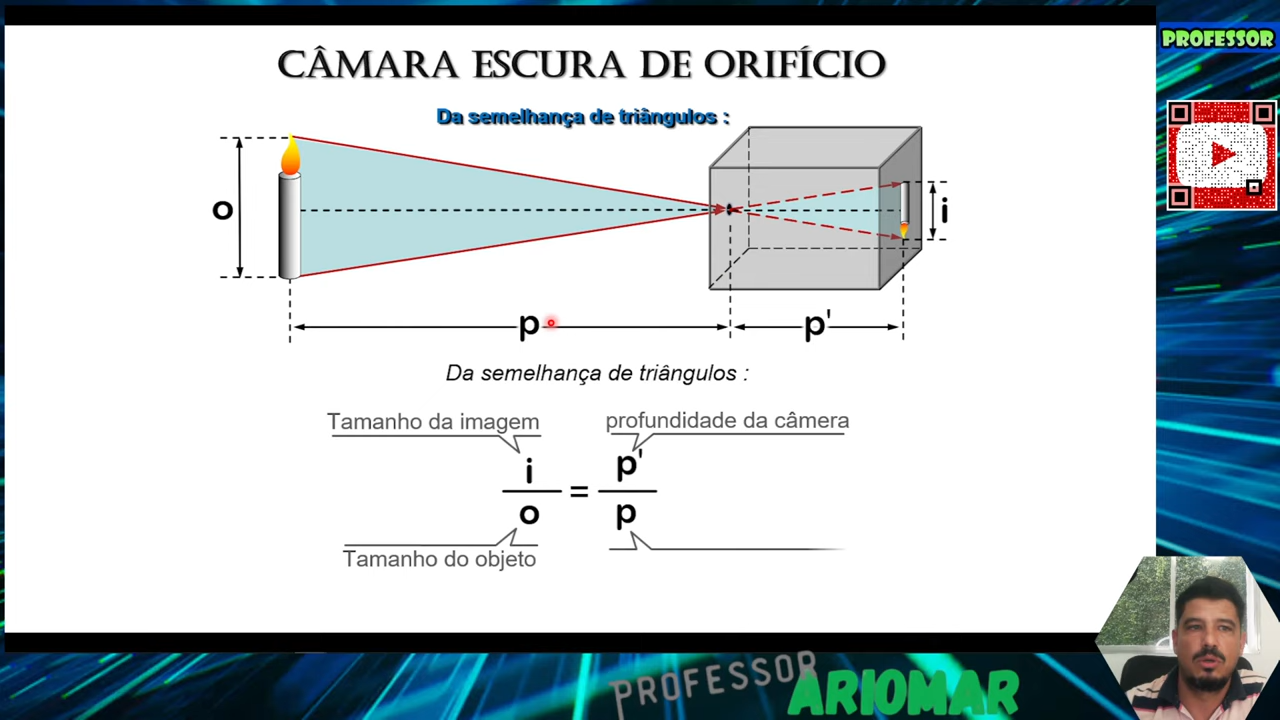 CÂMARA ESCURA DE ORIFÍCIO
PROFESSOR
Da semelhança de triângulos :
o
i
p
p'
Da semelhança de triângulos :
Tamanho da imagem
profundidade da câmera
i
p'
=
o
p
Tamanho do objeto
PROFESSOR
ARIOMAR